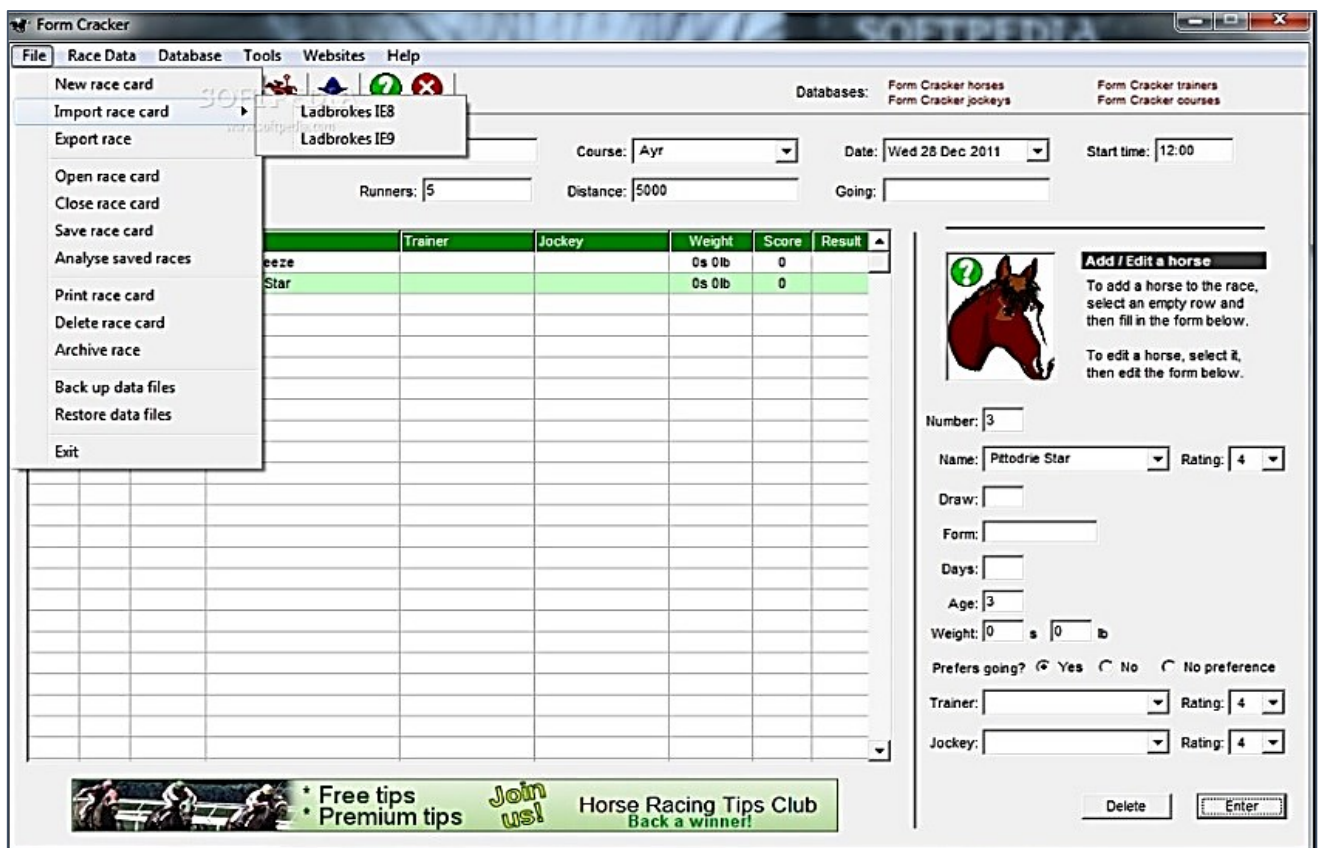 Form Cracker
SOFTPEDIA
File Race Data Database Tools Websites Help
New race card
Import race card
Export race
Open race card
Close race card
Save race card
Analyse saved races
Print race card
Delete race card
Archive race
Back up data files
Restore data files
Exit
SOFTPEDIA
www.softpedia.com
Ladbrokes IE8
Ladbrokes IE9
Databases: Form Cracker horses Form Cracker trainers
Form Cracker jockeys Form Cracker courses
Course: Ayr Date: Wed 28 Dec 2011 Start time: 12:00
Runners: 5 Distance: 5000 Going:
Trainer Jockey Weight Score Result
eeze 0s 0lb 0
Star 0s 0lb 0
Add / Edit a horse
To add a horse to the race,
select an empty row and
then fill in the form below.
To edit a horse, select it,
then edit the form below.
Number: 3
Name: Pittodrie Star Rating: 4
Draw:
Form:
Days:
Age: 3
Weight: 0 s 0 lb
Prefers going? Yes No No preference
Trainer: Rating: 4
Jockey: Rating: 4
* Free tips
* Premium tips
Join us!
Horse Racing Tips Club
Back a winner!
Delete Enter